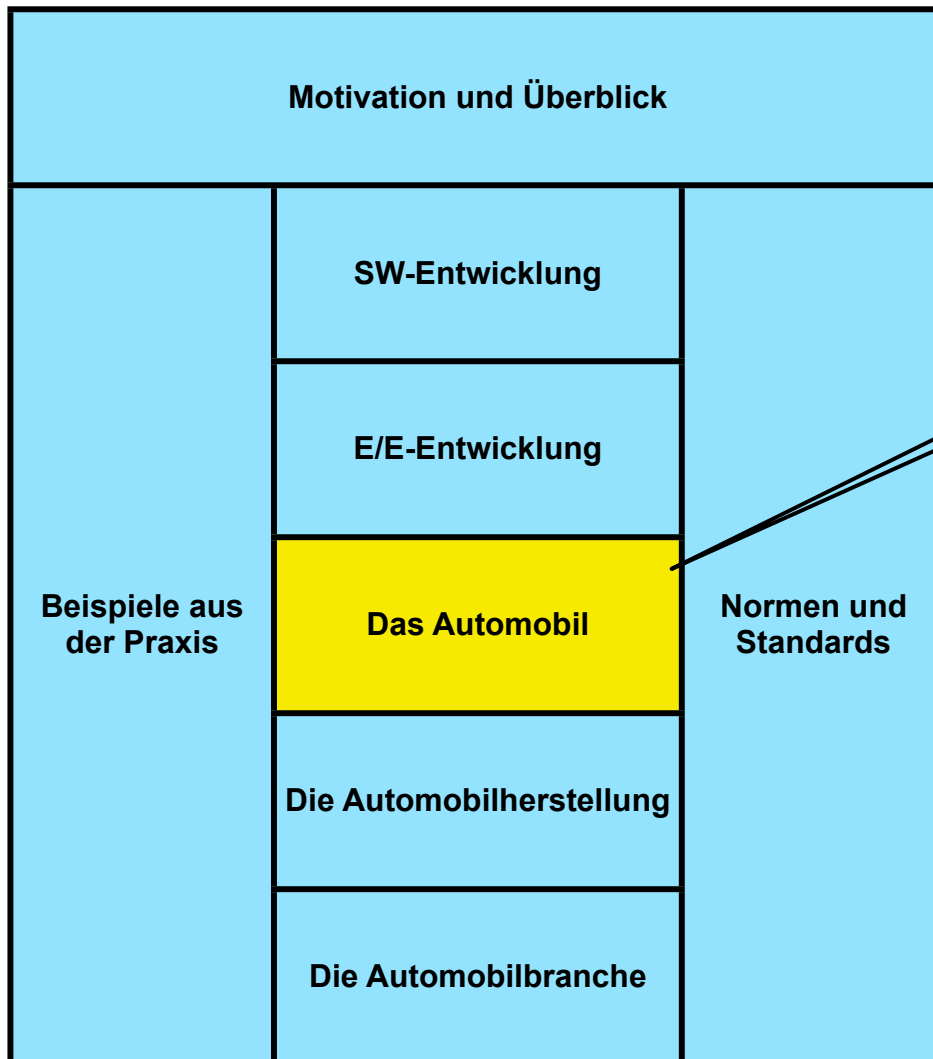 Motivation und Überblick
SW-Entwicklung
E/E-Entwicklung
Beispiele aus
der Praxis
Das Automobil
Normen und
Standards
Die Automobilherstellung
Die Automobilbranche